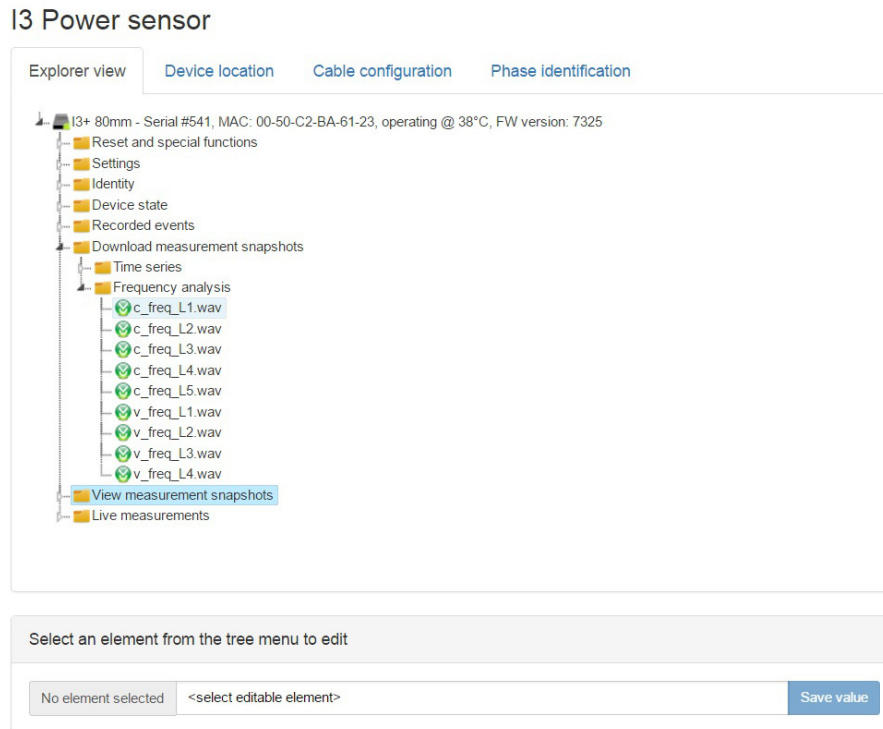 I3 Power sensor
Explorer view Device location Cable configuration Phase identification
I3+ 80mm - Serial #541, MAC: 00-50-C2-BA-61-23, operating @ 38°C, FW version: 7325
Reset and special functions
Settings
Identity
Device state
Recorded events
Download measurement snapshots
Time series
Frequency analysis
c_freq_L1.wav
c_freq_L2.wav
c_freq_L3.wav
c_freq_L4.wav
c_freq_L5.wav
v_freq_L1.wav
v_freq_L2.wav
v_freq_L3.wav
v_freq_L4.wav
View measurement snapshots
Live measurements
Select an element from the tree menu to edit
No element selected <select editable element> Save value